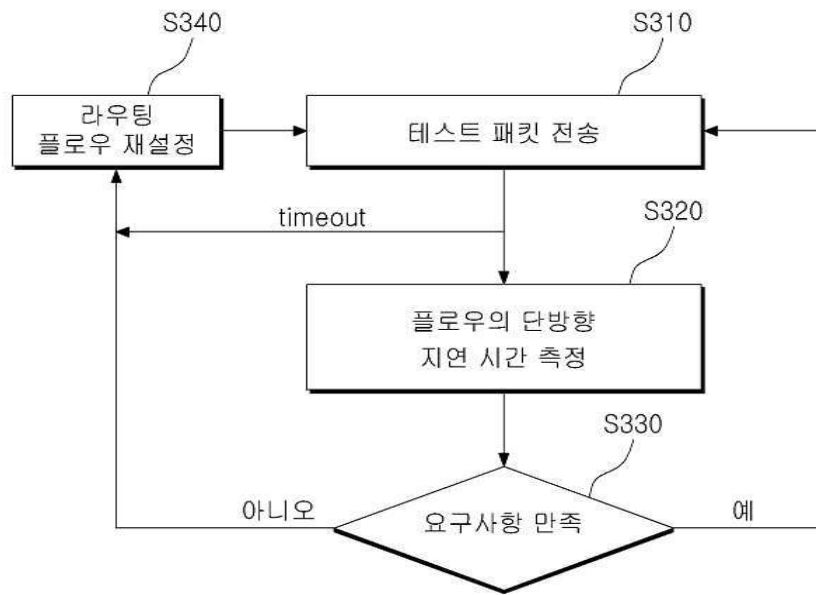 S340
S310
라우팅
플로우 재설정
테스트 패킷 전송
timeout
S320
플로우의 단방향
지연 시간 측정
S330
아니오
요구사항 만족
예